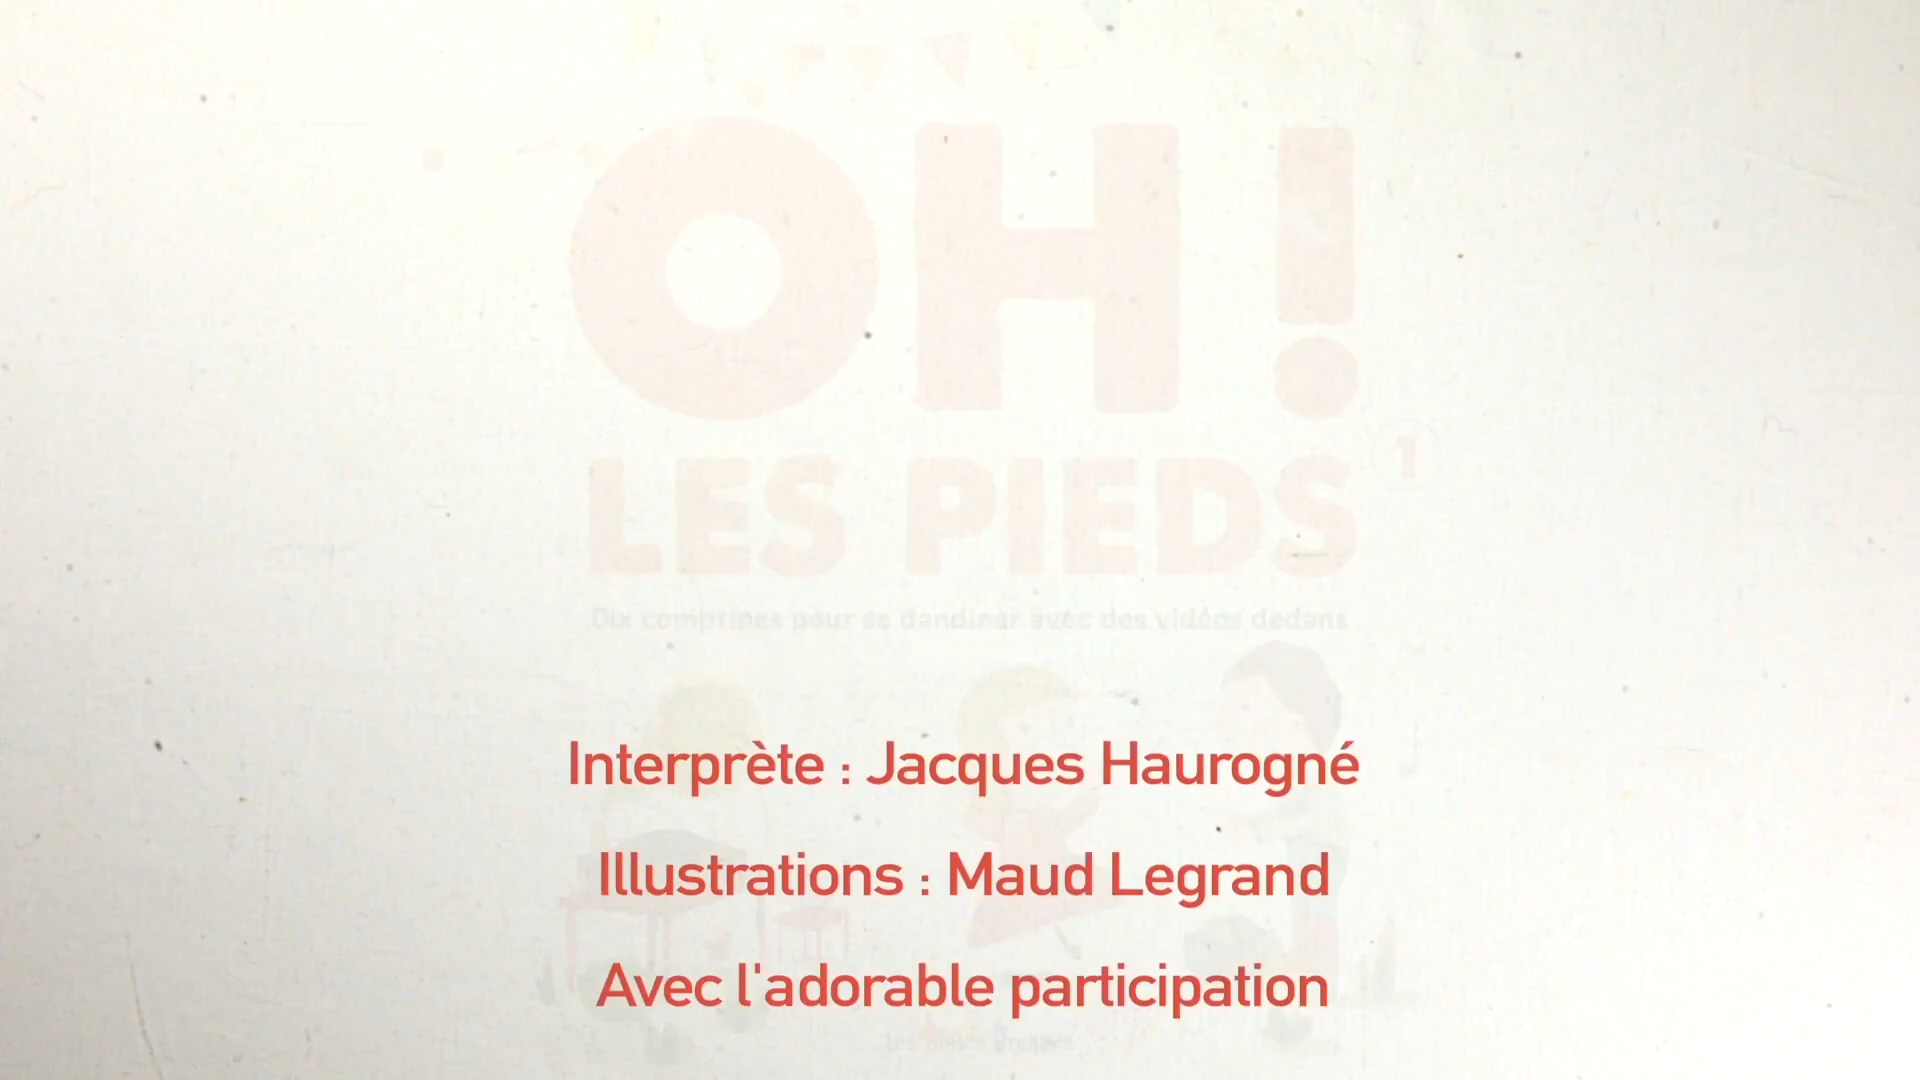 OH !
LES PIEDS 1
Dix comptines pour se dandiner avec des vidéos dedans
Interprète : Jacques Haurogné
Illustrations : Maud Legrand
Avec l'adorable participation